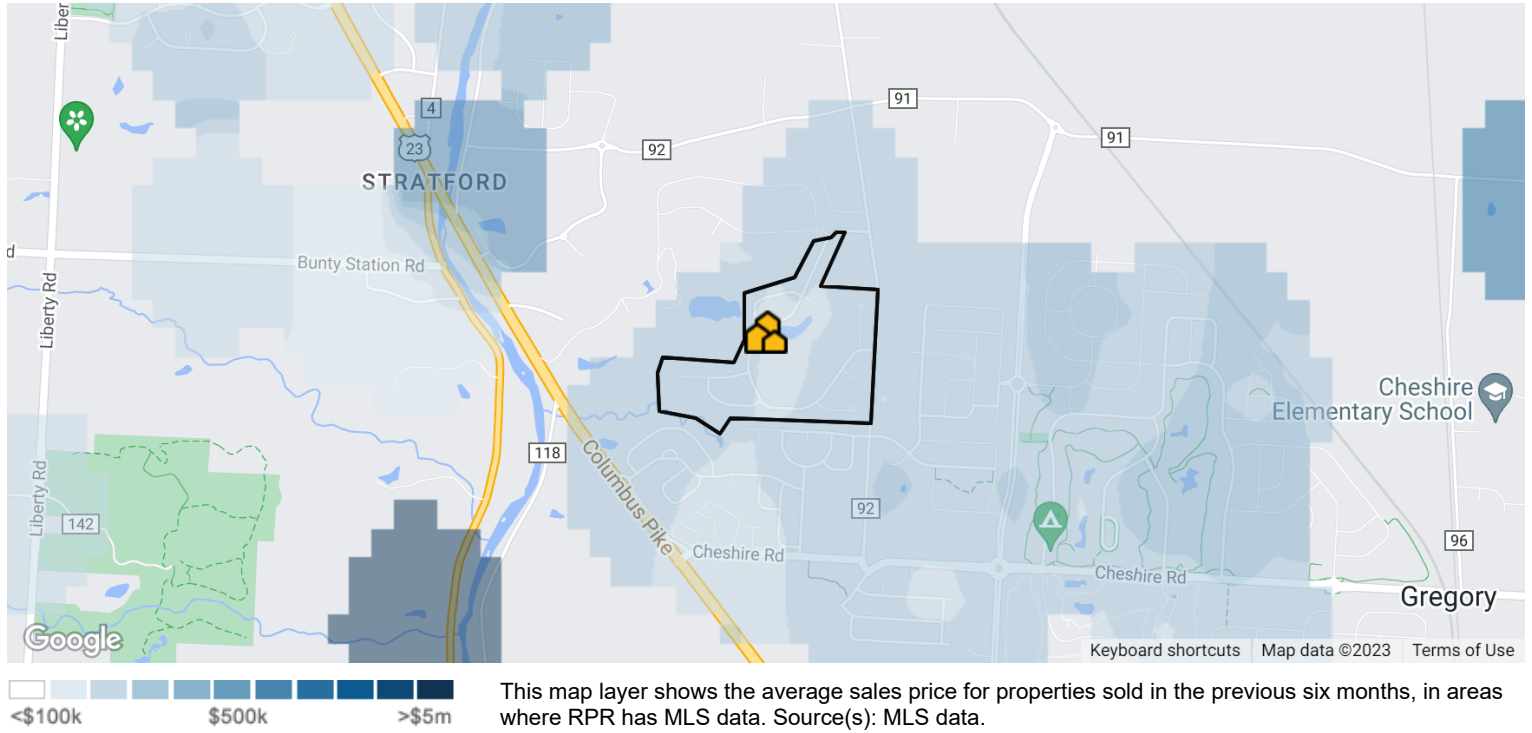 Liber
4
91
91
23
92
STRATFORD
d
Bunty Station Rd
Liberty Rd
Cheshire
Elementary School
118
Columbus Pike
Liberty Rd
92
142
96
Cheshire Rd
Cheshire Rd
Gregory
Google
Keyboard shortcuts Map data ©2023 Terms of Use
<$100k $500k >$5m
This map layer shows the average sales price for properties sold in the previous six months, in areas
where RPR has MLS data. Source(s): MLS data.